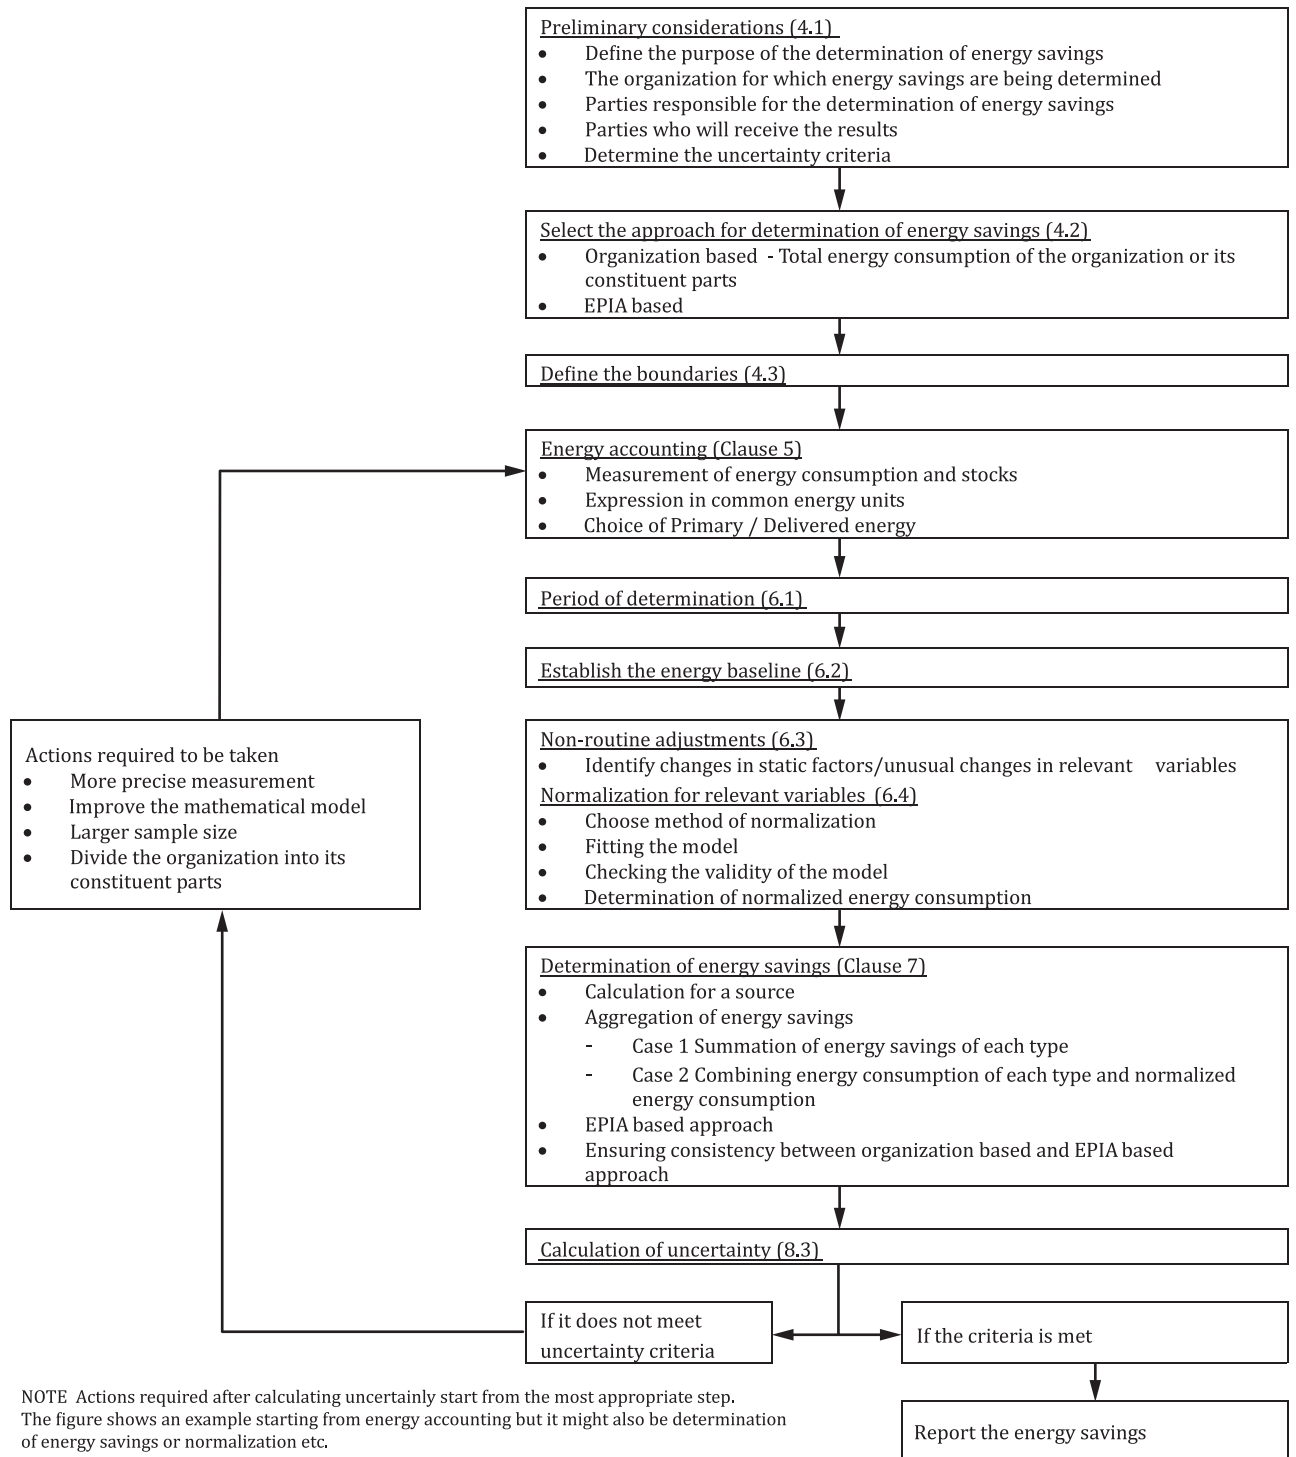 Preliminary considerations (4.1)
• Define the purpose of the determination of energy savings
• The organization for which energy savings are being determined
• Parties responsible for the determination of energy savings
• Parties who will receive the results
• Determine the uncertainty criteria
Select the approach for determination of energy savings (4.2)
• Organization based - Total energy consumption of the organization or its
constituent parts
• EPIA based
Define the boundaries (4.3)
Energy accounting (Clause 5)
• Measurement of energy consumption and stocks
• Expression in common energy units
• Choice of Primary / Delivered energy
Period of determination (6.1)
Establish the energy baseline (6.2)
Actions required to be taken
• More precise measurement
• Improve the mathematical model
• Larger sample size
• Divide the organization into its
constituent parts
Non-routine adjustments (6.3)
• Identify changes in static factors/unusual changes in relevant variables
Normalization for relevant variables (6.4)
• Choose method of normalization
• Fitting the model
• Checking the validity of the model
• Determination of normalized energy consumption
Determination of energy savings (Clause 7)
• Calculation for a source
• Aggregation of energy savings
- Case 1 Summation of energy savings of each type
- Case 2 Combining energy consumption of each type and normalized
energy consumption
• EPIA based approach
• Ensuring consistency between organization based and EPIA based
approach
Calculation of uncertainty (8.3)
If it does not meet
uncertainty criteria
If the criteria is met
NOTE Actions required after calculating uncertainly start from the most appropriate step.
The figure shows an example starting from energy accounting but it might also be determination
of energy savings or normalization etc.
Report the energy savings